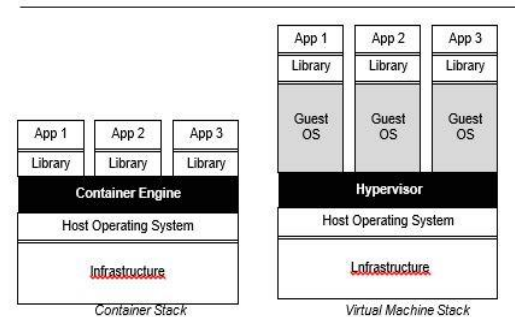 App 1 App 2 App 3
Library Library Library
Guest OS Guest OS Guest OS
App 1 App 2 App 3
Library Library Library
Container Engine
Hypervisor
Host Operating System
Host Operating System
Infrastructure
Lnfrastructure
Container Stack
Virtual Machine Stack